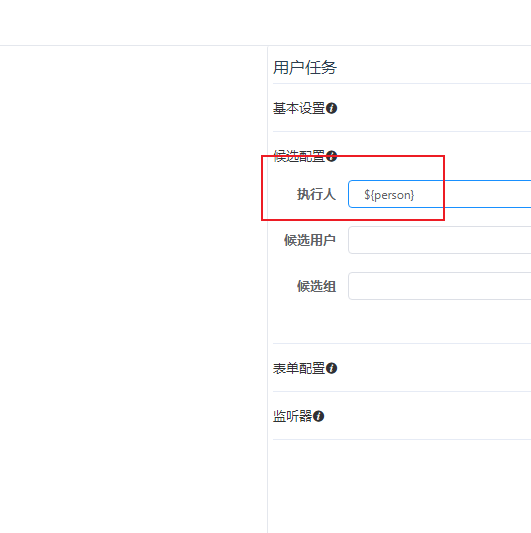 用户任务
基本设置
候选配置
执行人 ${person}
候选用户
候选组
表单配置
监听器